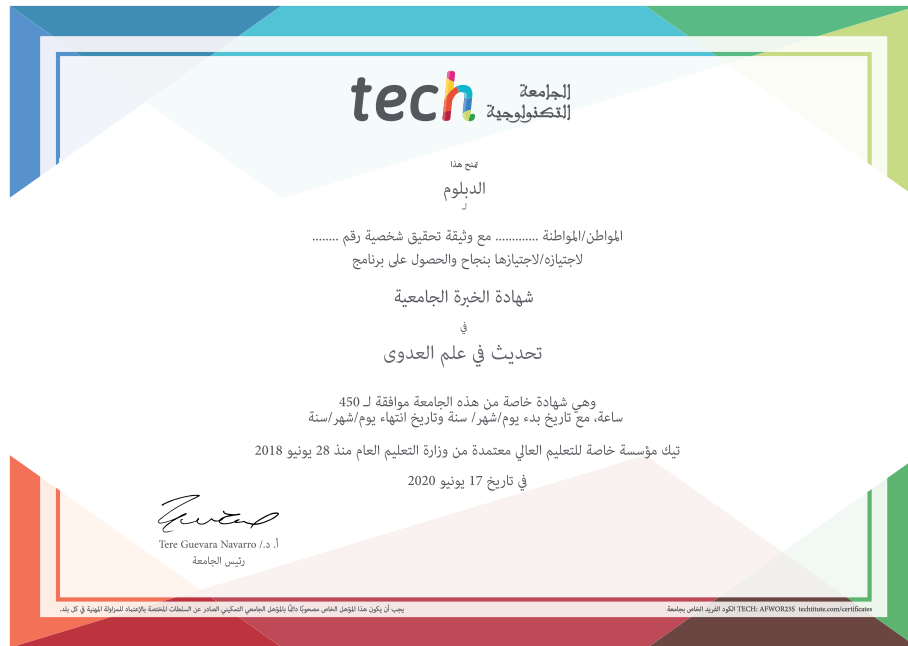 tech الجامعة
التكنولوجية
تمنح هذا
الدبلوم
لـ
المواطن/المواطنة ............. مع وثيقة تحقيق شخصية رقم ........
لاجتيازه/لاجتيازها بنجاح والحصول على برنامج
شهادة الخبرة الجامعية
في
تحديث في علم العدوى
وهي شهادة خاصة من هذه الجامعة موافقة لـ 450
ساعة، مع تاريخ بدء يوم/شهر/ سنة وتاريخ انتهاء يوم/شهر/سنة
تيك مؤسسة خاصة للتعليم العالي معتمدة من وزارة التعليم العام منذ 28 يونيو 2018
في تاريخ 17 يونيو 2020
أ. د./ Tere Guevara Navarro
رئيس الجامعة
يجب أن يكون هذا المؤهل الخاص مصحوبًا دائمًا بالمؤهل الجامعي التمكيني الصادر عن السلطات المختصة بالإعتماد للمزاولة المهنية في كل بلد.
الكود الفريد الخاص بجامعة TECH: AFWOR23S techtitute.com/certificates